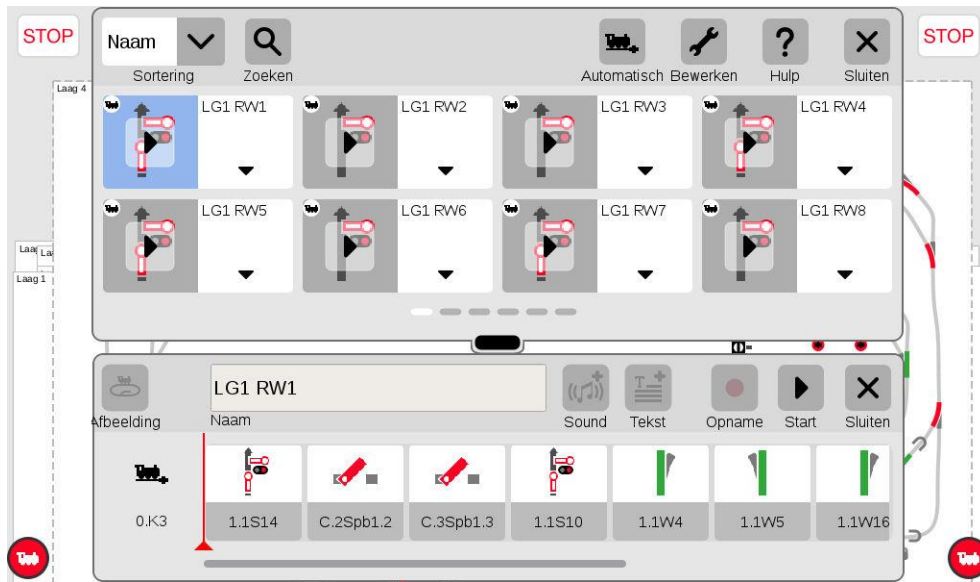 STOP
Naam
STOP
Sortering
Zoeken
Automatisch
Bewerken
Hulp
Sluiten
Laag 4
LG1 RW1
LG1 RW2
LG1 RW3
LG1 RW4
LG1 RW5
LG1 RW6
LG1 RW7
LG1 RW8
Laag 1
LG1 RW1
Afbeelding
Naam
Sound
Tekst
Opname
Start
Sluiten
0.K3
1.1S14
C.2Spb1.2
C.3Spb1.3
1.1S10
1.1W4
1.1W5
1.1W16